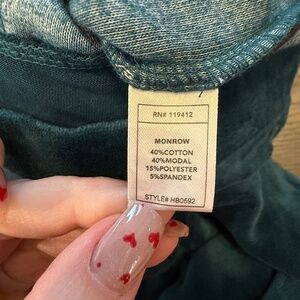 RN# 119412
MONROW
40%COTTON
40%MODAL
15%POLYESTER
5%SPANDEX
STYLE# HB0592